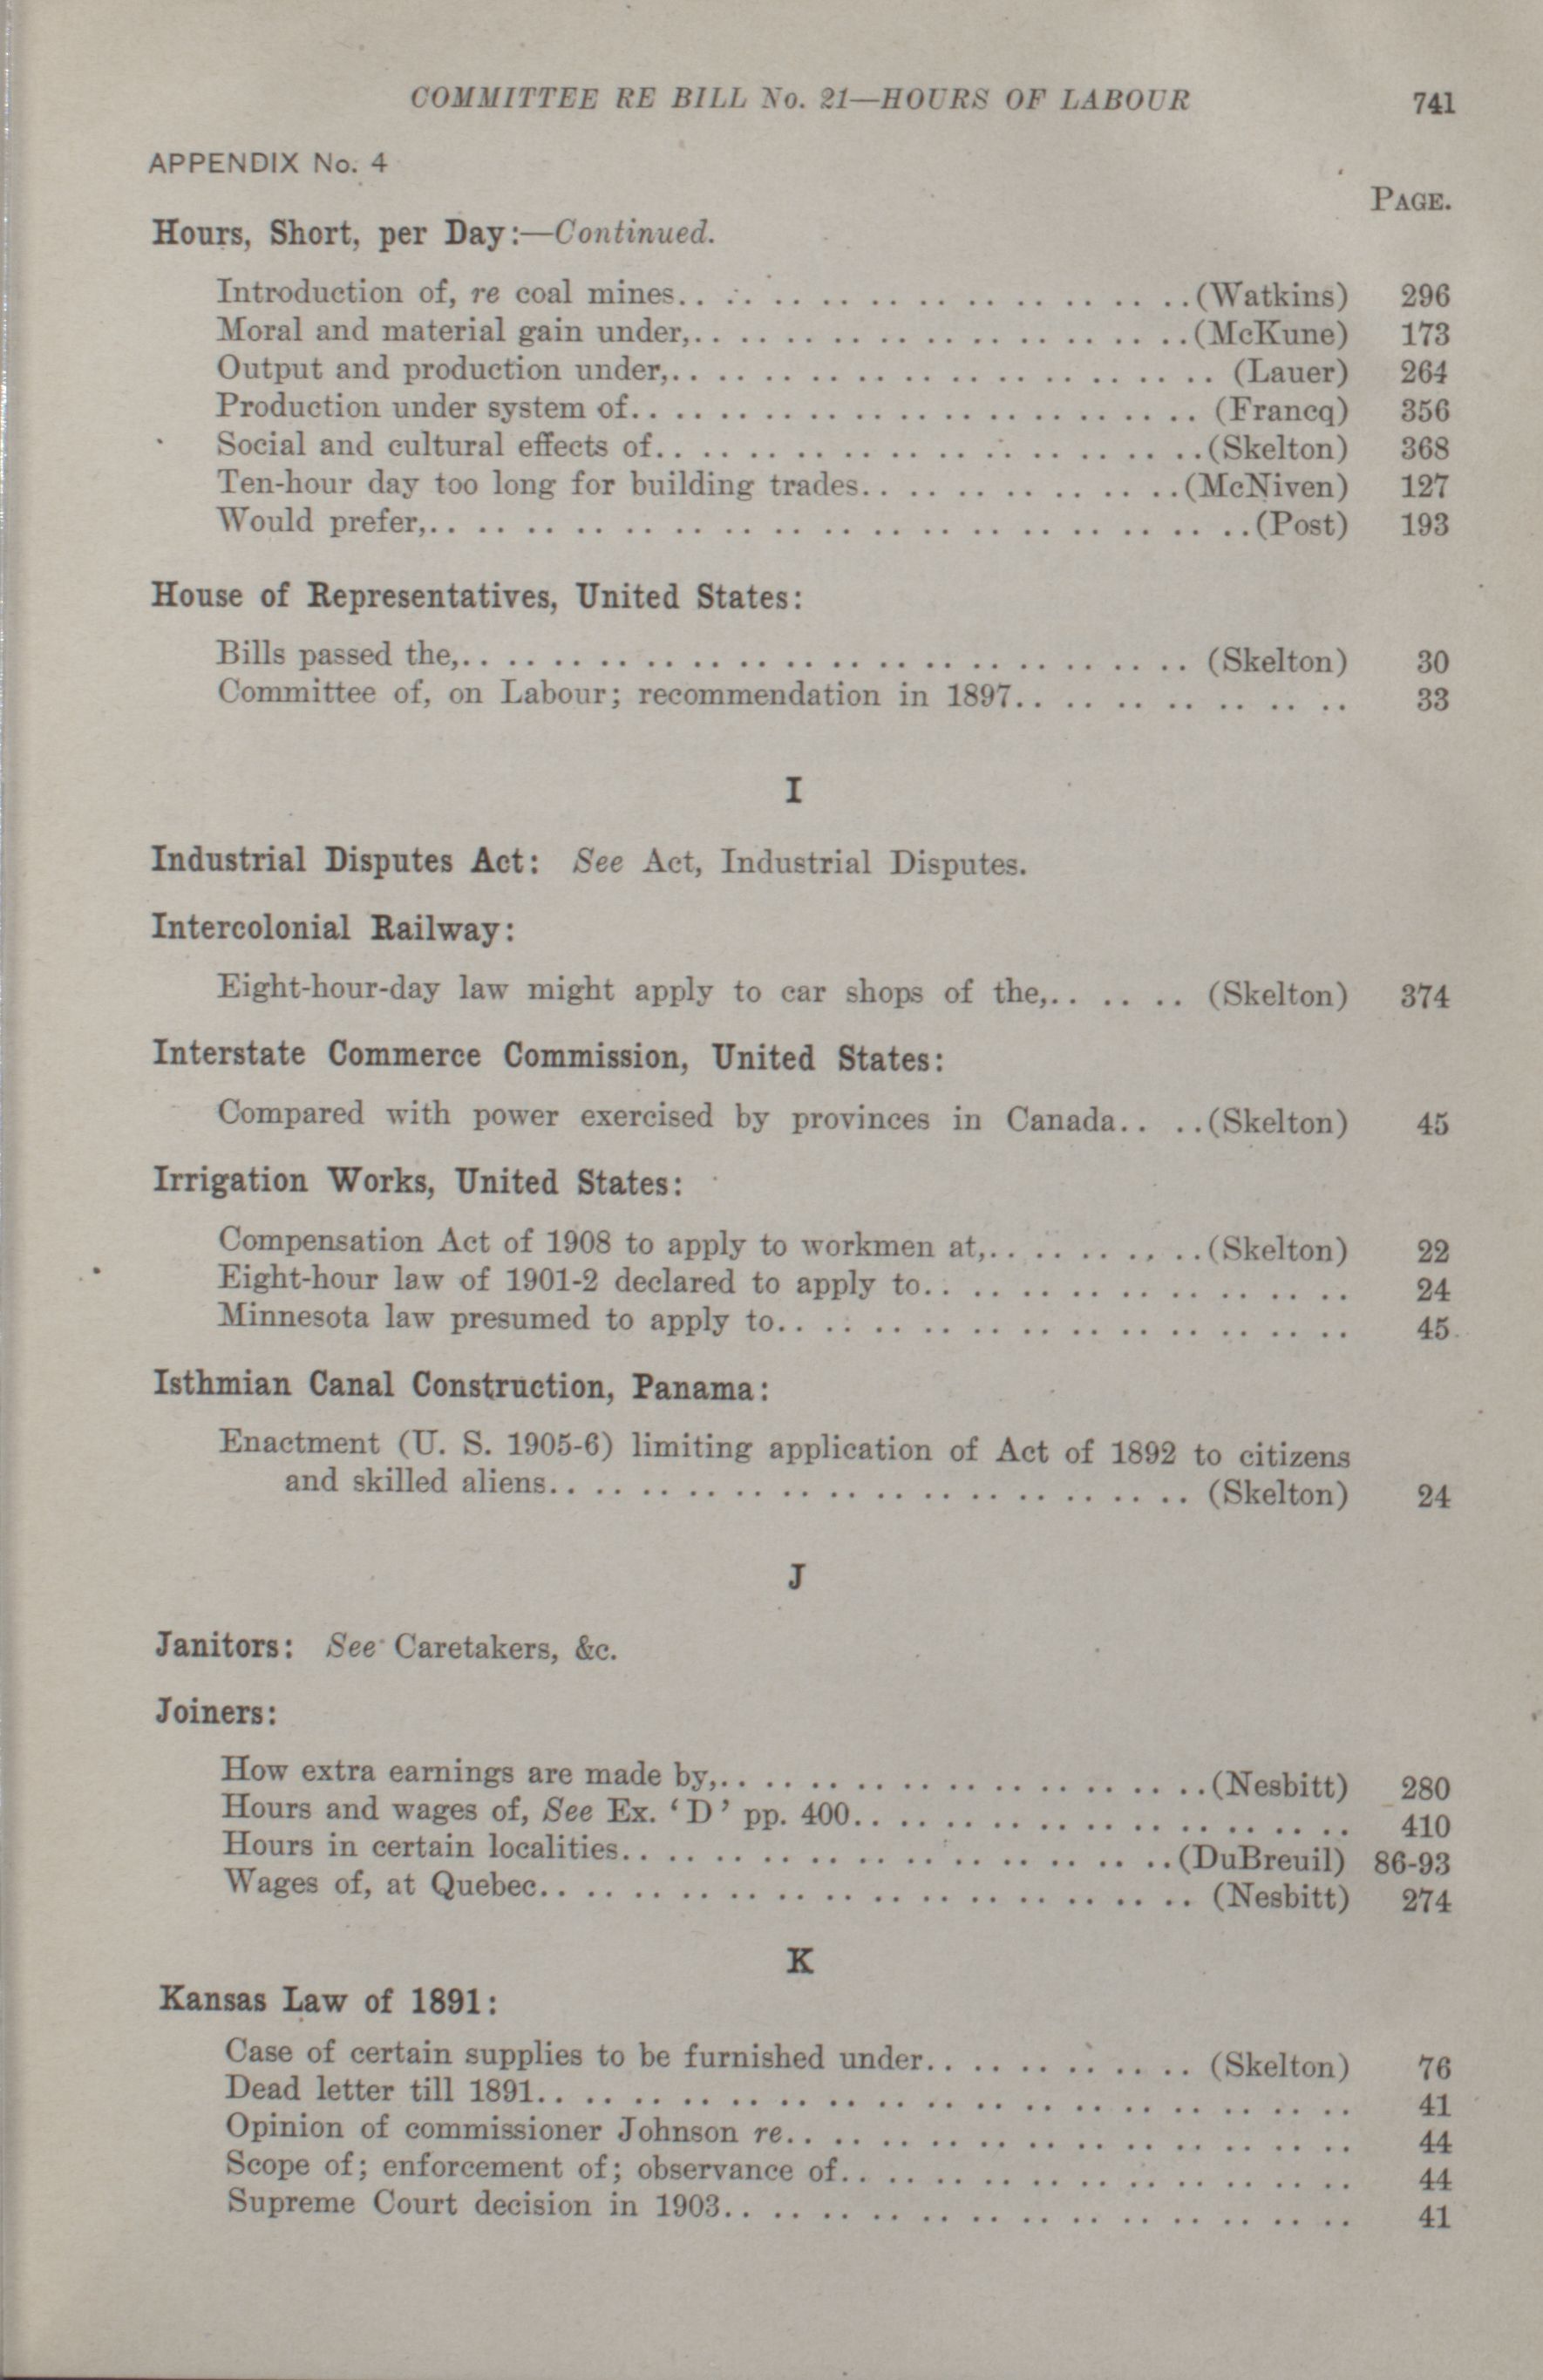 COMMITTEE RE BILL No. 21—HOURS OF LABOUR 741
APPENDIX No. 4
PAGE.
Hours, Short, per Day:—Continued.
Introduction of, re coal mines.. .. .. .. .. .. .. .. .. .. ..(Watkins) 296
Moral and material gain under,.. .. .. .. .. .. .. .. .. .. ..(McKune) 173
Output and production under,.. .. .. .. .. .. .. .. .. .. .. .. (Lauer) 264
Production under system of.. .. .. .. .. .. .. .. .. .. .. .. .. (Francq) 356
Social and cultural effects of.. .. .. .. .. .. .. .. .. .. .. ..(Skelton) 368
Ten-hour day too long for building trades.. .. .. .. .. .. ..(McNiven) 127
Would prefer,.. .. .. .. .. .. .. .. .. .. .. .. .. .. .. .. ..(Post) 193
House of Representatives, United States:
Bills passed the,.. .. .. .. .. .. .. .. .. .. .. .. .. .. .. .. (Skelton) 30
Committee of, on Labour; recommendation in 1897.. .. .. .. .. .. .. 33
I
Industrial Disputes Act: See Act, Industrial Disputes.
Intercolonial Railway:
Eight-hour-day law might apply to car shops of the,.. .. .. (Skelton) 374
Interstate Commerce Commission, United States:
Compared with power exercised by provinces in Canada.. ..(Skelton) 45
Irrigation Works, United States:
Compensation Act of 1908 to apply to workmen at,.. .. .. .. ..(Skelton) 22
Eight-hour law of 1901-2 declared to apply to.. .. .. .. .. .. .. .. .. 24
Minnesota law presumed to apply to.. .. .. .. .. .. .. .. .. .. .. .. 45
Isthmian Canal Construction, Panama:
Enactment (U. S. 1905-6) limiting application of Act of 1892 to citizens
and skilled aliens.. .. .. .. .. .. .. .. .. .. .. .. .. .. (Skelton) 24
J
Janitors: See Caretakers, &c.
Joiners:
How extra earnings are made by,.. .. .. .. .. .. .. .. .. .. ..(Nesbitt) 280
Hours and wages of, See Ex. ‘D’ pp. 400.. .. .. .. .. .. .. .. .. .. .. 410
Hours in certain localities.. .. .. .. .. .. .. .. .. .. .. ..(DuBreuil) 86-93
Wages of, at Quebec.. .. .. .. .. .. .. .. .. .. .. .. .. .. (Nesbitt) 274
K
Kansas Law of 1891:
Case of certain supplies to be furnished under.. .. .. .. .. .. (Skelton) 76
Dead letter till 1891.. .. .. .. .. .. .. .. .. .. .. .. .. .. .. .. .. 41
Opinion of commissioner Johnson re.. .. .. .. .. .. .. .. .. .. .. .. 44
Scope of; enforcement of; observance of.. .. .. .. .. .. .. .. .. .. .. 44
Supreme Court decision in 1903.. .. .. .. .. .. .. .. .. .. .. .. .. 41